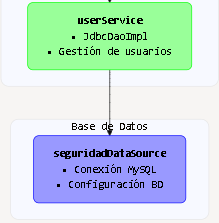 userService
• JdbcDaoImpl
• Gestión de usuarios
Base de Datos
seguridadDataSource
• Conexión MySQL
• Configuración BD